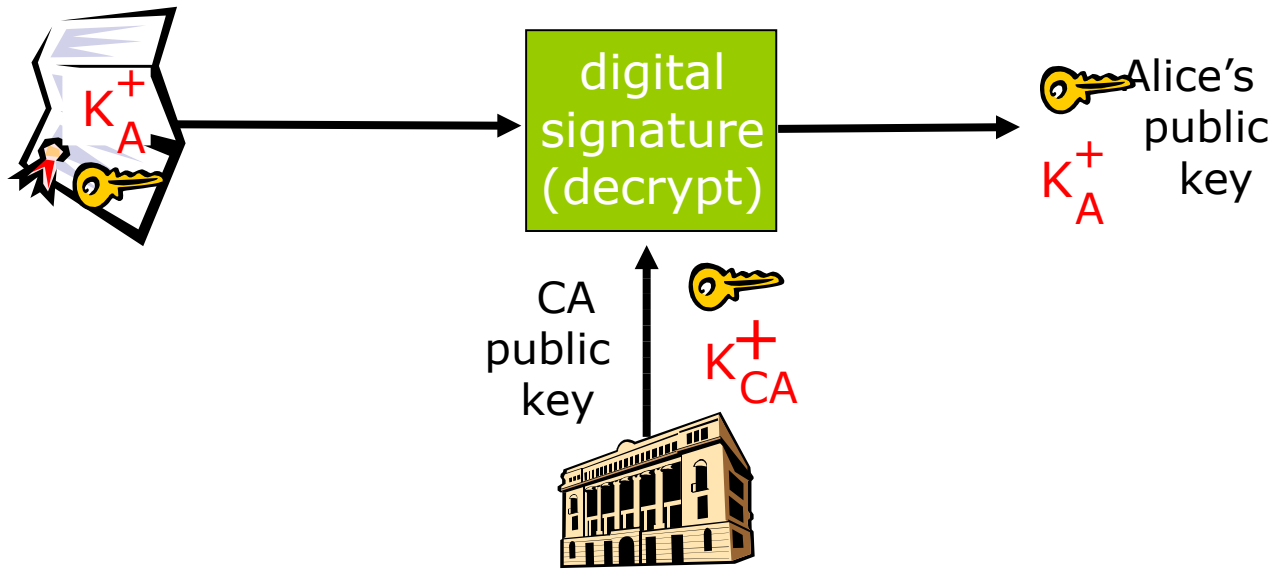 K+A
digital
signature
(decrypt)
Alice’s
public
key
K+A
CA
public
key
K+CA